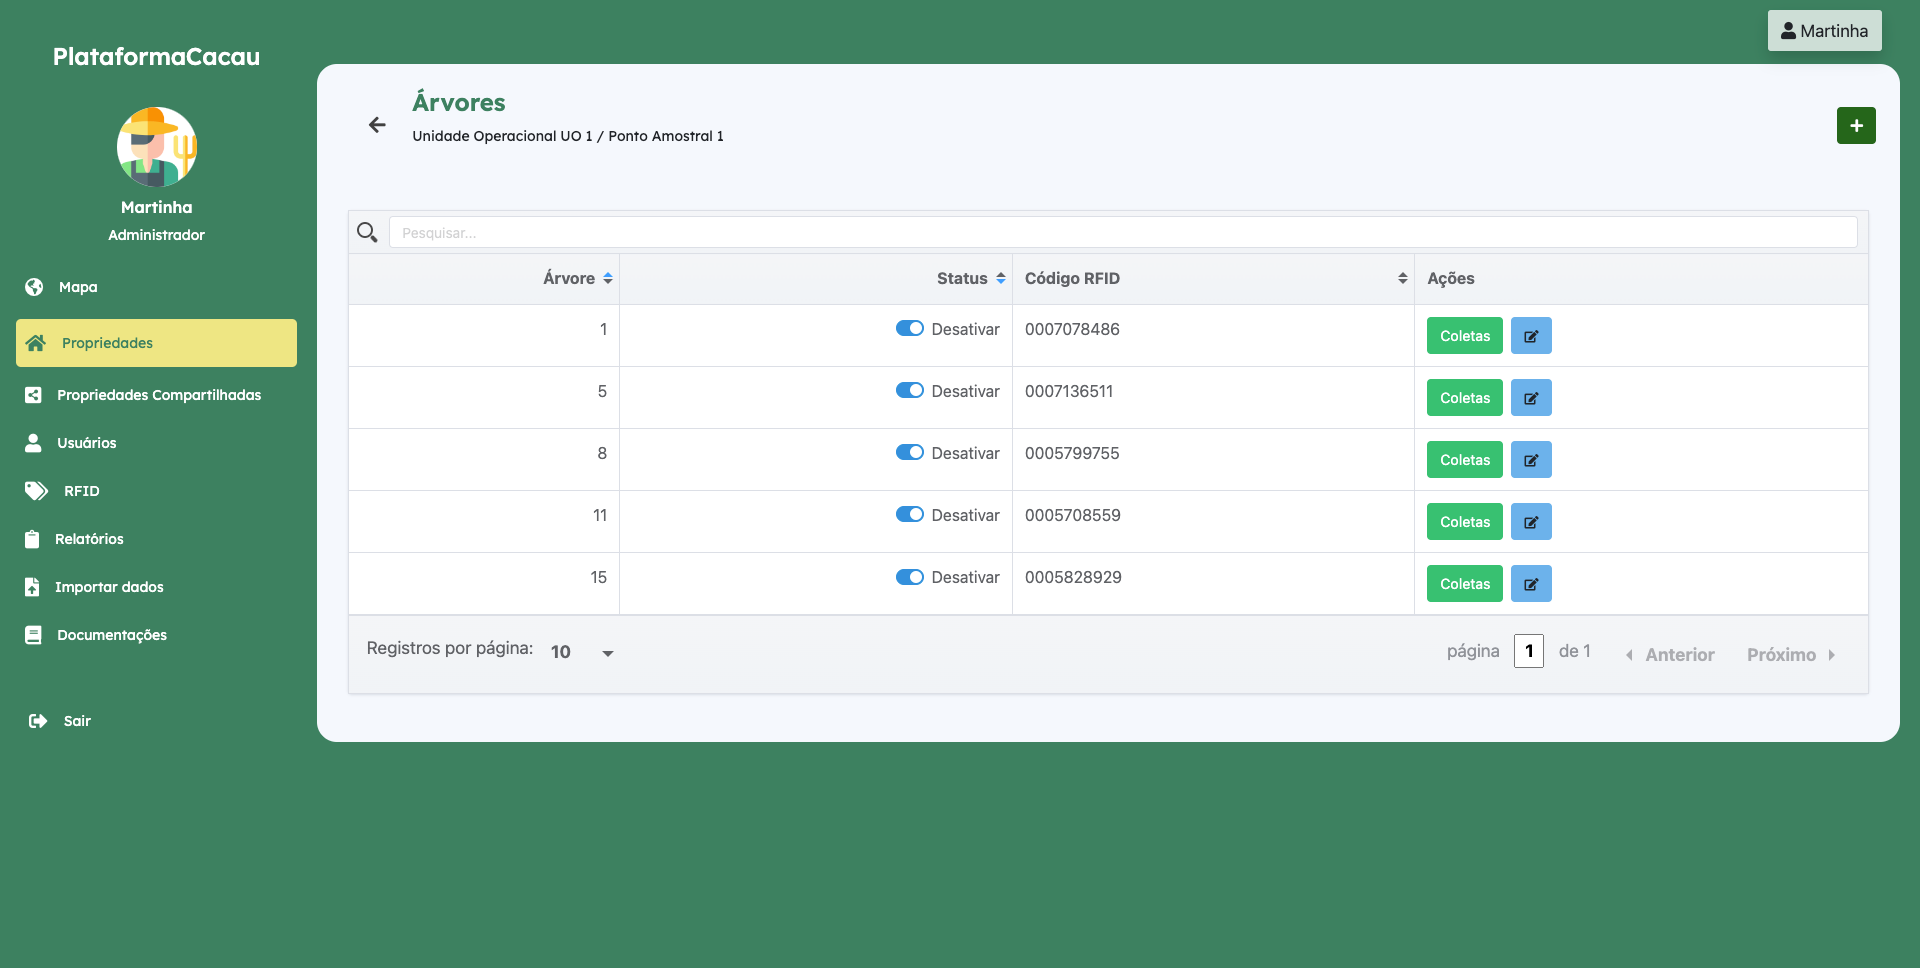 Martinha
PlataformaCacau
Martinha
Administrador
Mapa
Propriedades
Propriedades Compartilhadas
Usuários
RFID
Relatórios
Importar dados
Documentações
Sair
Árvores
Unidade Operacional UO 1 / Ponto Amostral 1
+
Pesquisar...
Árvore Status Código RFID Ações
1 Desativar 0007078486 Coletas
5 Desativar 0007136511 Coletas
8 Desativar 0005799755 Coletas
11 Desativar 0005708559 Coletas
15 Desativar 0005828929 Coletas
Registros por página: 10 página 1 de 1 Anterior Próximo